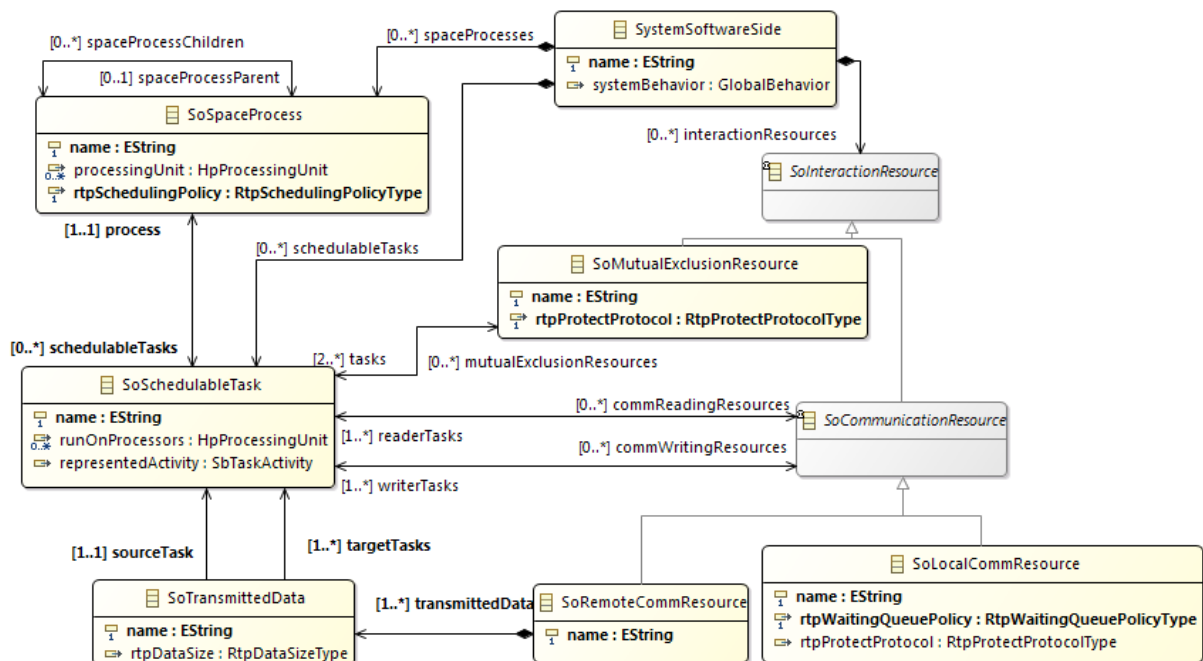 [0..*] spaceProcessChildren
[0..1] spaceProcessParent
[0..*] spaceProcesses
SystemSoftwareSide
name : EString
systemBehavior : GlobalBehavior
SoSpaceProcess
name : EString
processingUnit : HpProcessingUnit
rtpSchedulingPolicy : RtpSchedulingPolicyType
[0..*] interactionResources
SoInteractionResource
[1..1] process
[0..*] schedulableTasks
SoMutualExclusionResource
name : EString
rtpProtectProtocol : RtpProtectProtocolType
[0..*] schedulableTasks
[2..*] tasks
[0..*] mutualExclusionResources
SoSchedulableTask
name : EString
runOnProcessors : HpProcessingUnit
representedActivity : SbTaskActivity
[0..*] commReadingResources
[1..*] readerTasks
[0..*] commWritingResources
[1..*] writerTasks
SoCommunicationResource
[1..1] sourceTask
[1..*] targetTasks
SoTransmittedData
name : EString
rtpDataSize : RtpDataSizeType
[1..*] transmittedData
SoRemoteCommResource
name : EString
SoLocalCommResource
name : EString
rtpWaitingQueuePolicy : RtpWaitingQueuePolicyType
rtpProtectProtocol : RtpProtectProtocolType